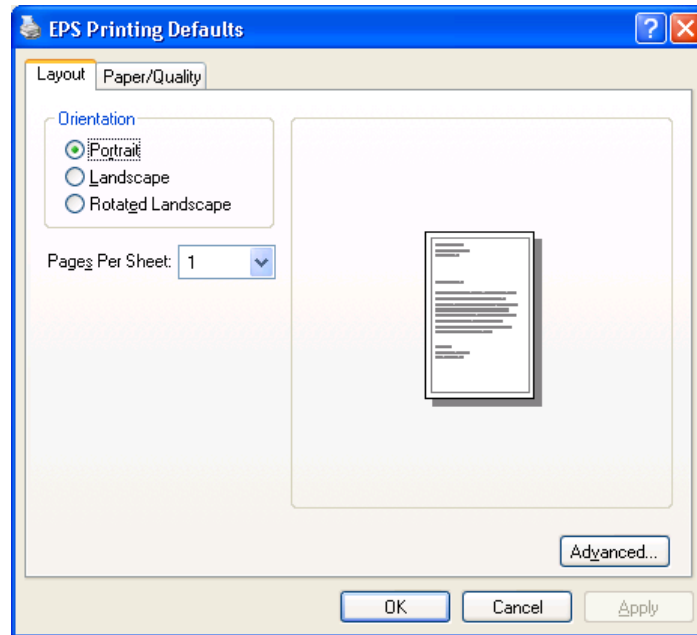 EPS Printing Defaults
Layout Paper/Quality
Orientation
Portrait
Landscape
Rotated Landscape
Pages Per Sheet: 1
Advanced...
OK Cancel Apply